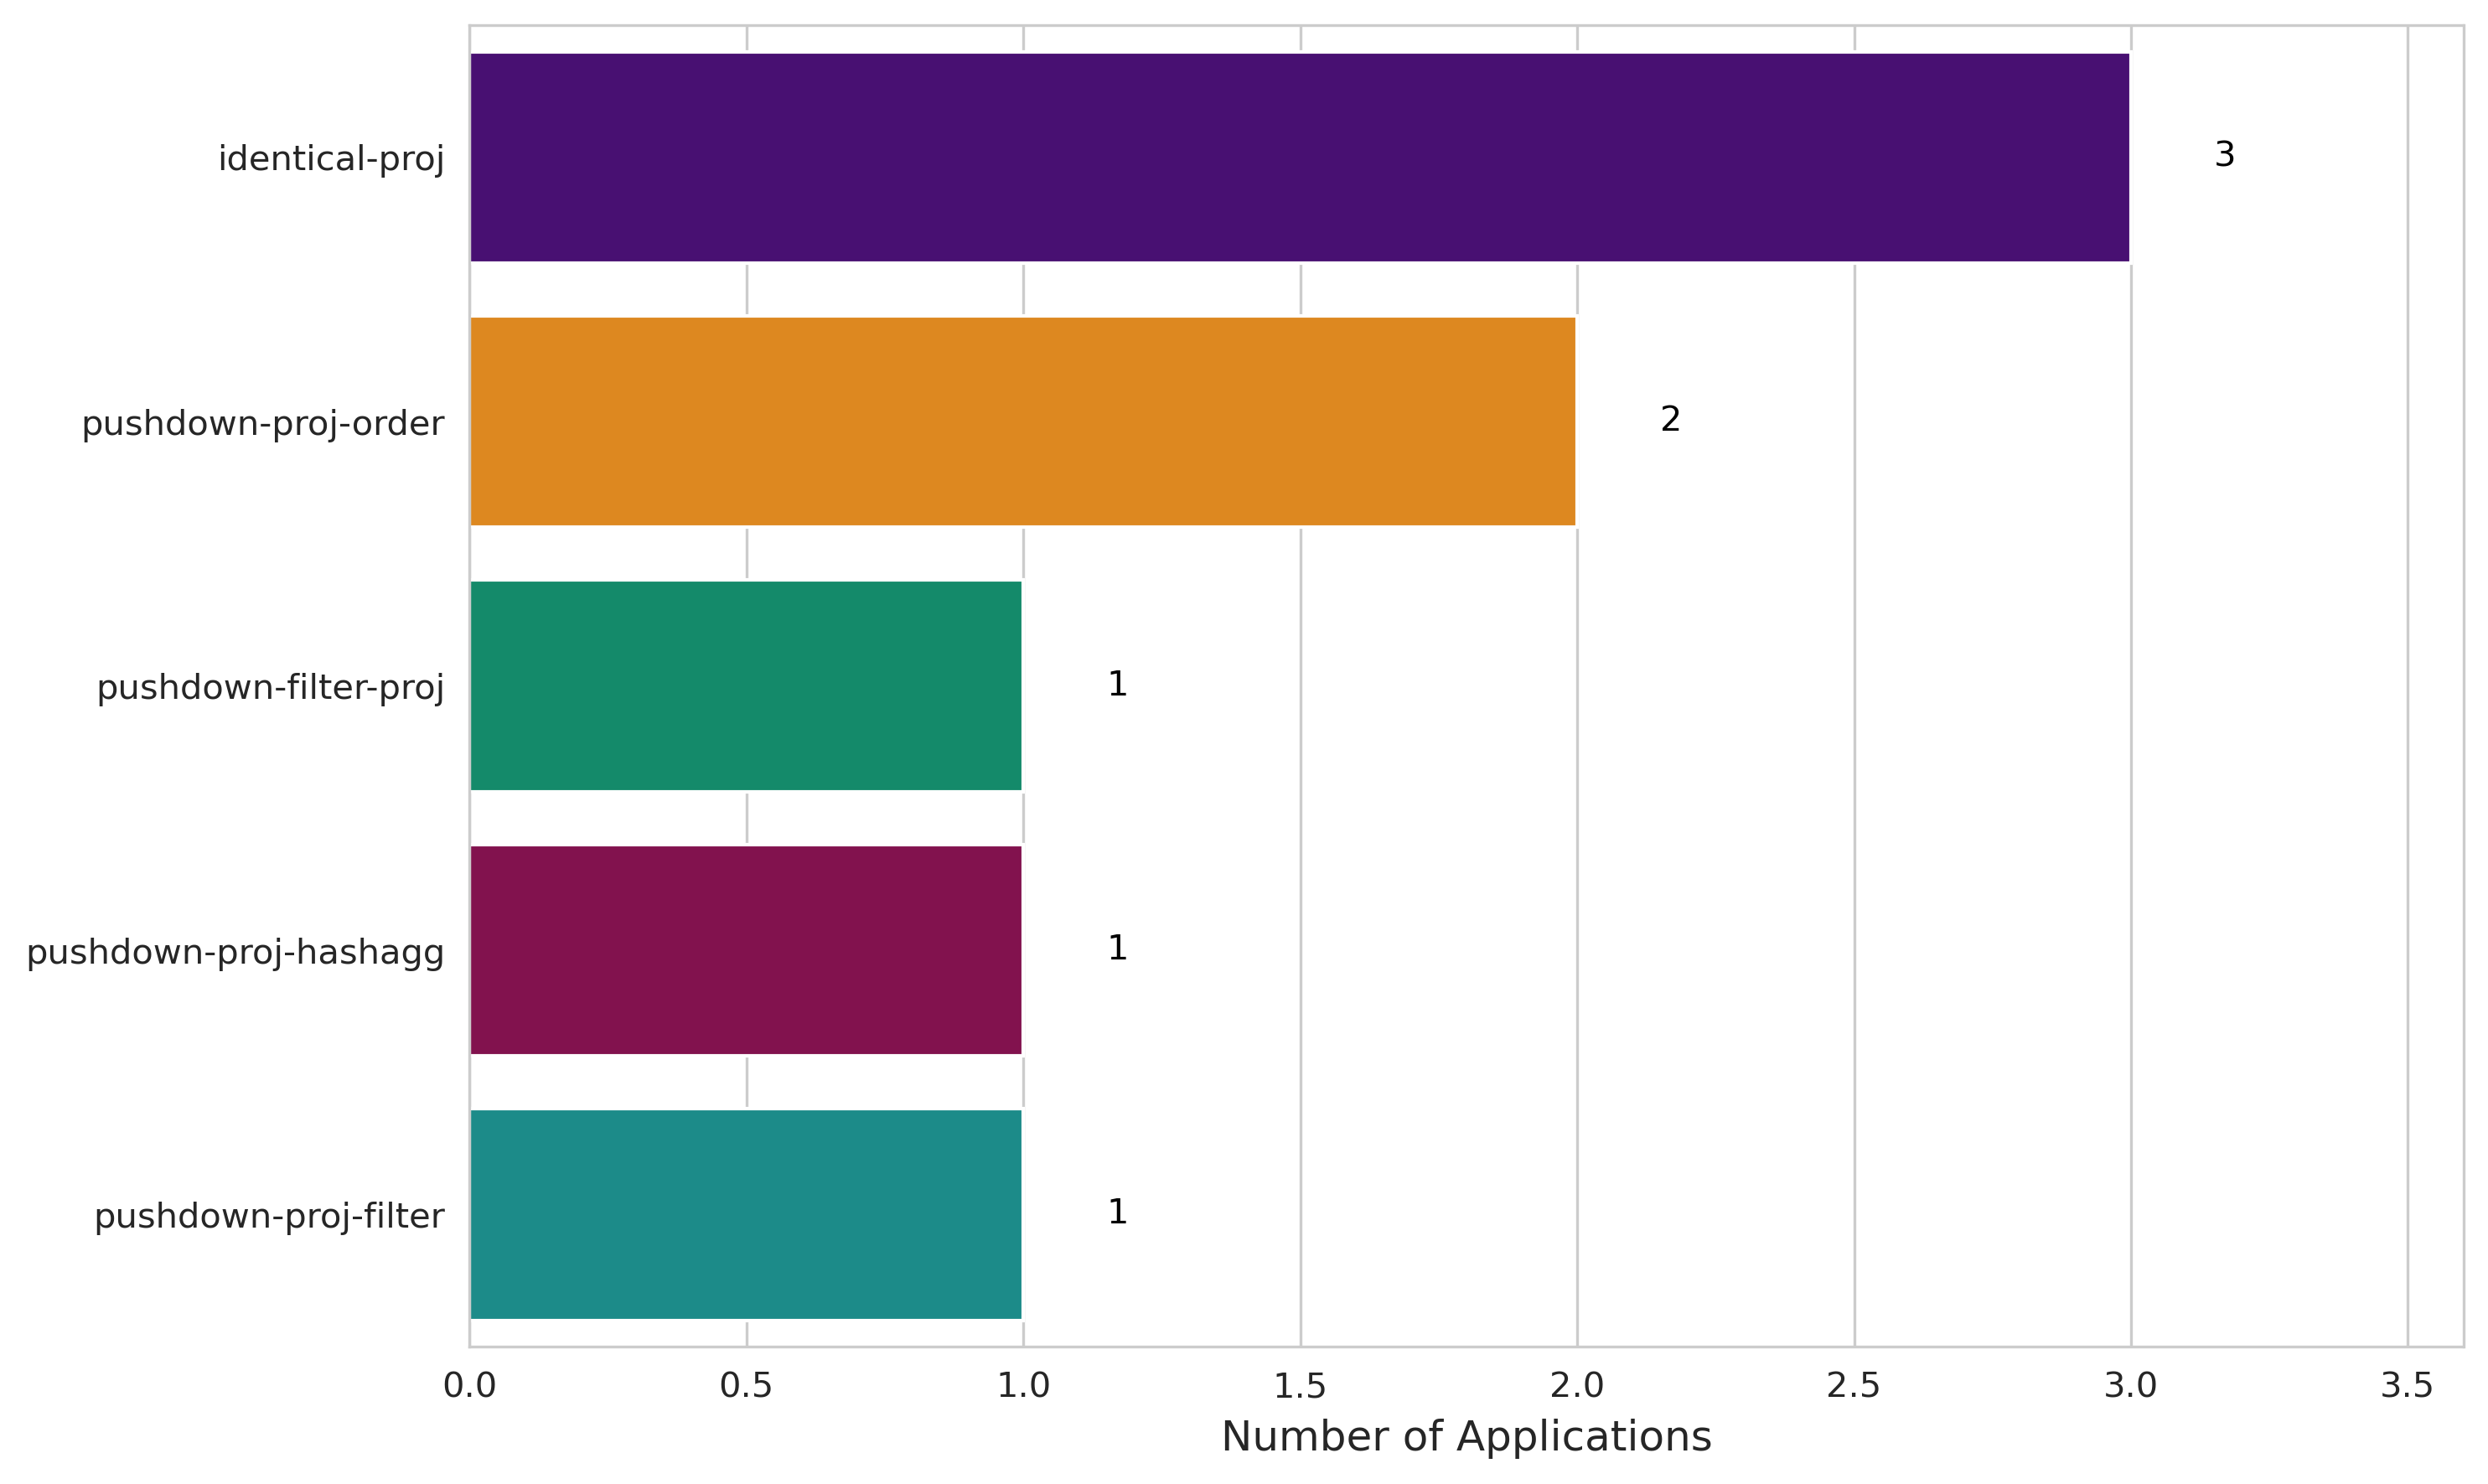 identical-proj
3
pushdown-proj-order
2
pushdown-filter-proj
1
pushdown-proj-hashagg
1
pushdown-proj-filter
1
0.0 0.5 1.0 1.5 2.0 2.5 3.0 3.5
Number of Applications